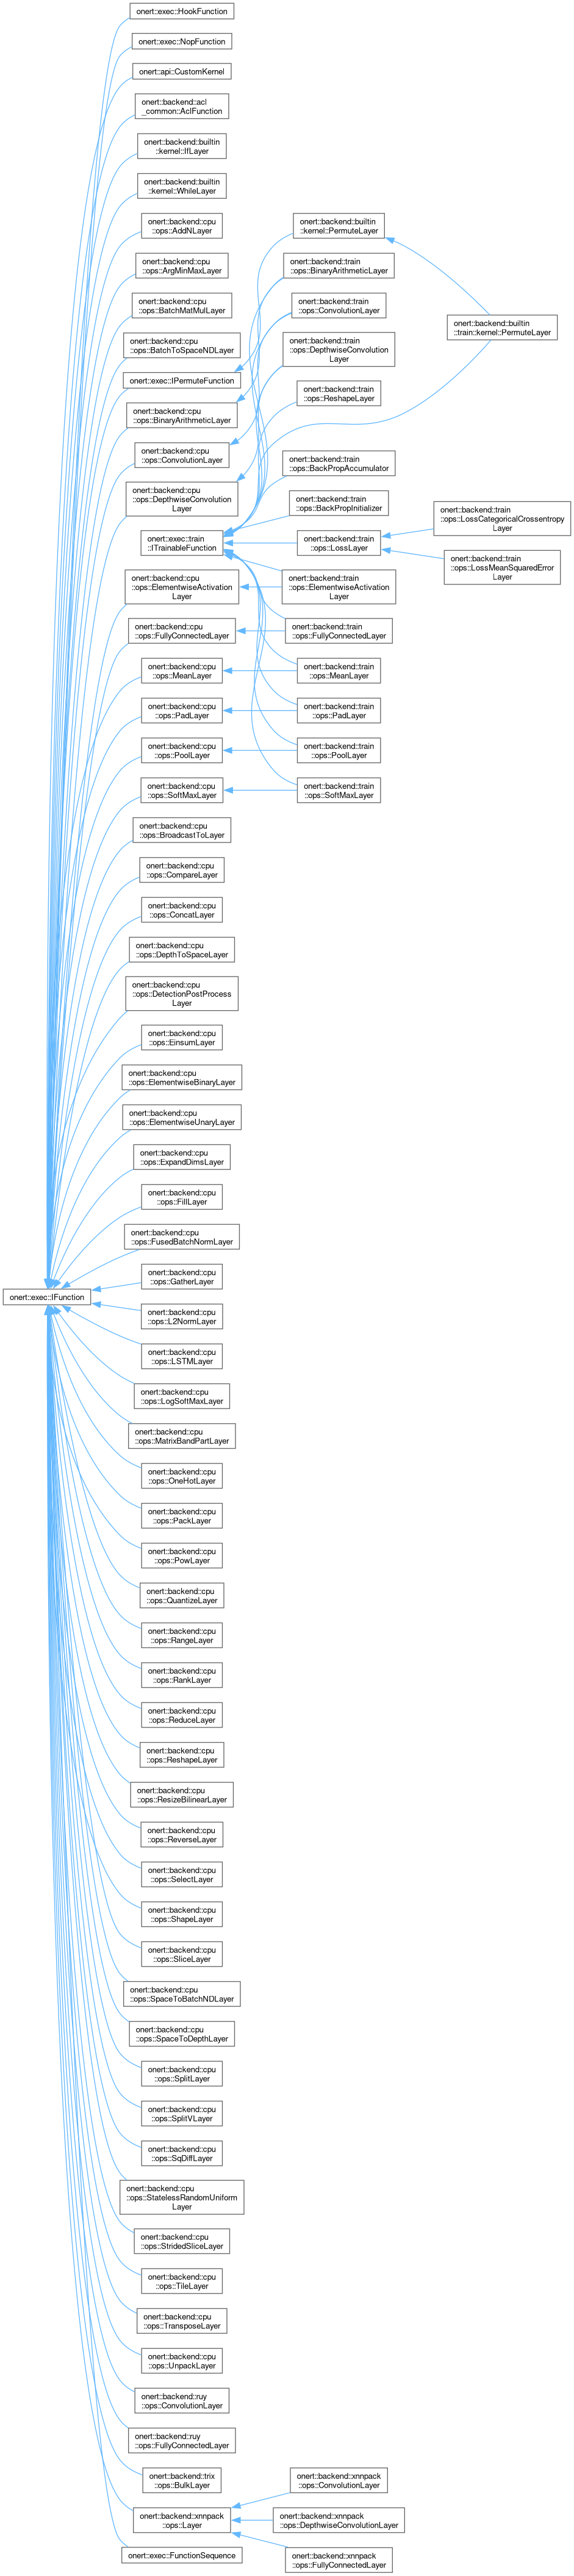 onert::exec::HookFunction
onert::exec::NopFunction
onert::api::CustomKernel
onert::backend::acl
_common::AclFunction
onert::backend::builtin
::kernel::IfLayer
onert::backend::builtin
::kernel::WhileLayer
onert::backend::cpu
::ops::AddNLayer
onert::backend::cpu
::ops::ArgMinMaxLayer
onert::backend::cpu
::ops::BatchMatMulLayer
onert::backend::cpu
::ops::BatchToSpaceNDLayer
onert::exec::IPermuteFunction
onert::backend::cpu
::ops::BinaryArithmeticLayer
onert::backend::cpu
::ops::ConvolutionLayer
onert::backend::cpu
::ops::DepthwiseConvolution
Layer
onert::exec::train
::ITrainableFunction
onert::backend::cpu
::ops::ElementwiseActivation
Layer
onert::backend::cpu
::ops::FullyConnectedLayer
onert::backend::cpu
::ops::MeanLayer
onert::backend::cpu
::ops::PadLayer
onert::backend::cpu
::ops::PoolLayer
onert::backend::cpu
::ops::SoftMaxLayer
onert::backend::builtin
::kernel::PermuteLayer
onert::backend::train
::ops::BinaryArithmeticLayer
onert::backend::train
::ops::ConvolutionLayer
onert::backend::train
::ops::DepthwiseConvolution
Layer
onert::backend::train
::ops::ReshapeLayer
onert::backend::train
::ops::BackPropAccumulator
onert::backend::train
::ops::BackPropInitializer
onert::backend::train
::ops::LossLayer
onert::backend::train
::ops::ElementwiseActivation
Layer
onert::backend::train
::ops::FullyConnectedLayer
onert::backend::train
::ops::MeanLayer
onert::backend::train
::ops::PadLayer
onert::backend::train
::ops::PoolLayer
onert::backend::train
::ops::SoftMaxLayer
onert::backend::builtin
::train::kernel::PermuteLayer
onert::backend::train
::ops::LossCategoricalCrossentropy
Layer
onert::backend::train
::ops::LossMeanSquaredError
Layer
onert::backend::cpu
::ops::BroadcastToLayer
onert::backend::cpu
::ops::CompareLayer
onert::backend::cpu
::ops::ConcatLayer
onert::backend::cpu
::ops::DepthToSpaceLayer
onert::backend::cpu
::ops::DetectionPostProcess
Layer
onert::backend::cpu
::ops::EinsumLayer
onert::backend::cpu
::ops::ElementwiseBinaryLayer
onert::backend::cpu
::ops::ElementwiseUnaryLayer
onert::backend::cpu
::ops::ExpandDimsLayer
onert::backend::cpu
::ops::FillLayer
onert::backend::cpu
::ops::FusedBatchNormLayer
onert::backend::cpu
::ops::GatherLayer
onert::exec::IFunction
onert::backend::cpu
::ops::L2NormLayer
onert::backend::cpu
::ops::LSTMLayer
onert::backend::cpu
::ops::LogSoftMaxLayer
onert::backend::cpu
::ops::MatrixBandPartLayer
onert::backend::cpu
::ops::OneHotLayer
onert::backend::cpu
::ops::PackLayer
onert::backend::cpu
::ops::PowLayer
onert::backend::cpu
::ops::QuantizeLayer
onert::backend::cpu
::ops::RangeLayer
onert::backend::cpu
::ops::RankLayer
onert::backend::cpu
::ops::ReduceLayer
onert::backend::cpu
::ops::ReshapeLayer
onert::backend::cpu
::ops::ResizeBilinearLayer
onert::backend::cpu
::ops::ReverseLayer
onert::backend::cpu
::ops::SelectLayer
onert::backend::cpu
::ops::ShapeLayer
onert::backend::cpu
::ops::SliceLayer
onert::backend::cpu
::ops::SpaceToBatchNDLayer
onert::backend::cpu
::ops::SpaceToDepthLayer
onert::backend::cpu
::ops::SplitLayer
onert::backend::cpu
::ops::SplitVLayer
onert::backend::cpu
::ops::SqDiffLayer
onert::backend::cpu
::ops::StatelessRandomUniform
Layer
onert::backend::cpu
::ops::StridedSliceLayer
onert::backend::cpu
::ops::TileLayer
onert::backend::cpu
::ops::TransposeLayer
onert::backend::cpu
::ops::UnpackLayer
onert::backend::ruy
::ops::ConvolutionLayer
onert::backend::ruy
::ops::FullyConnectedLayer
onert::backend::trix
::ops::BulkLayer
onert::backend::xnnpack
::ops::Layer
onert::exec::FunctionSequence
onert::backend::xnnpack
::ops::ConvolutionLayer
onert::backend::xnnpack
::ops::DepthwiseConvolutionLayer
onert::backend::xnnpack
::ops::FullyConnectedLayer